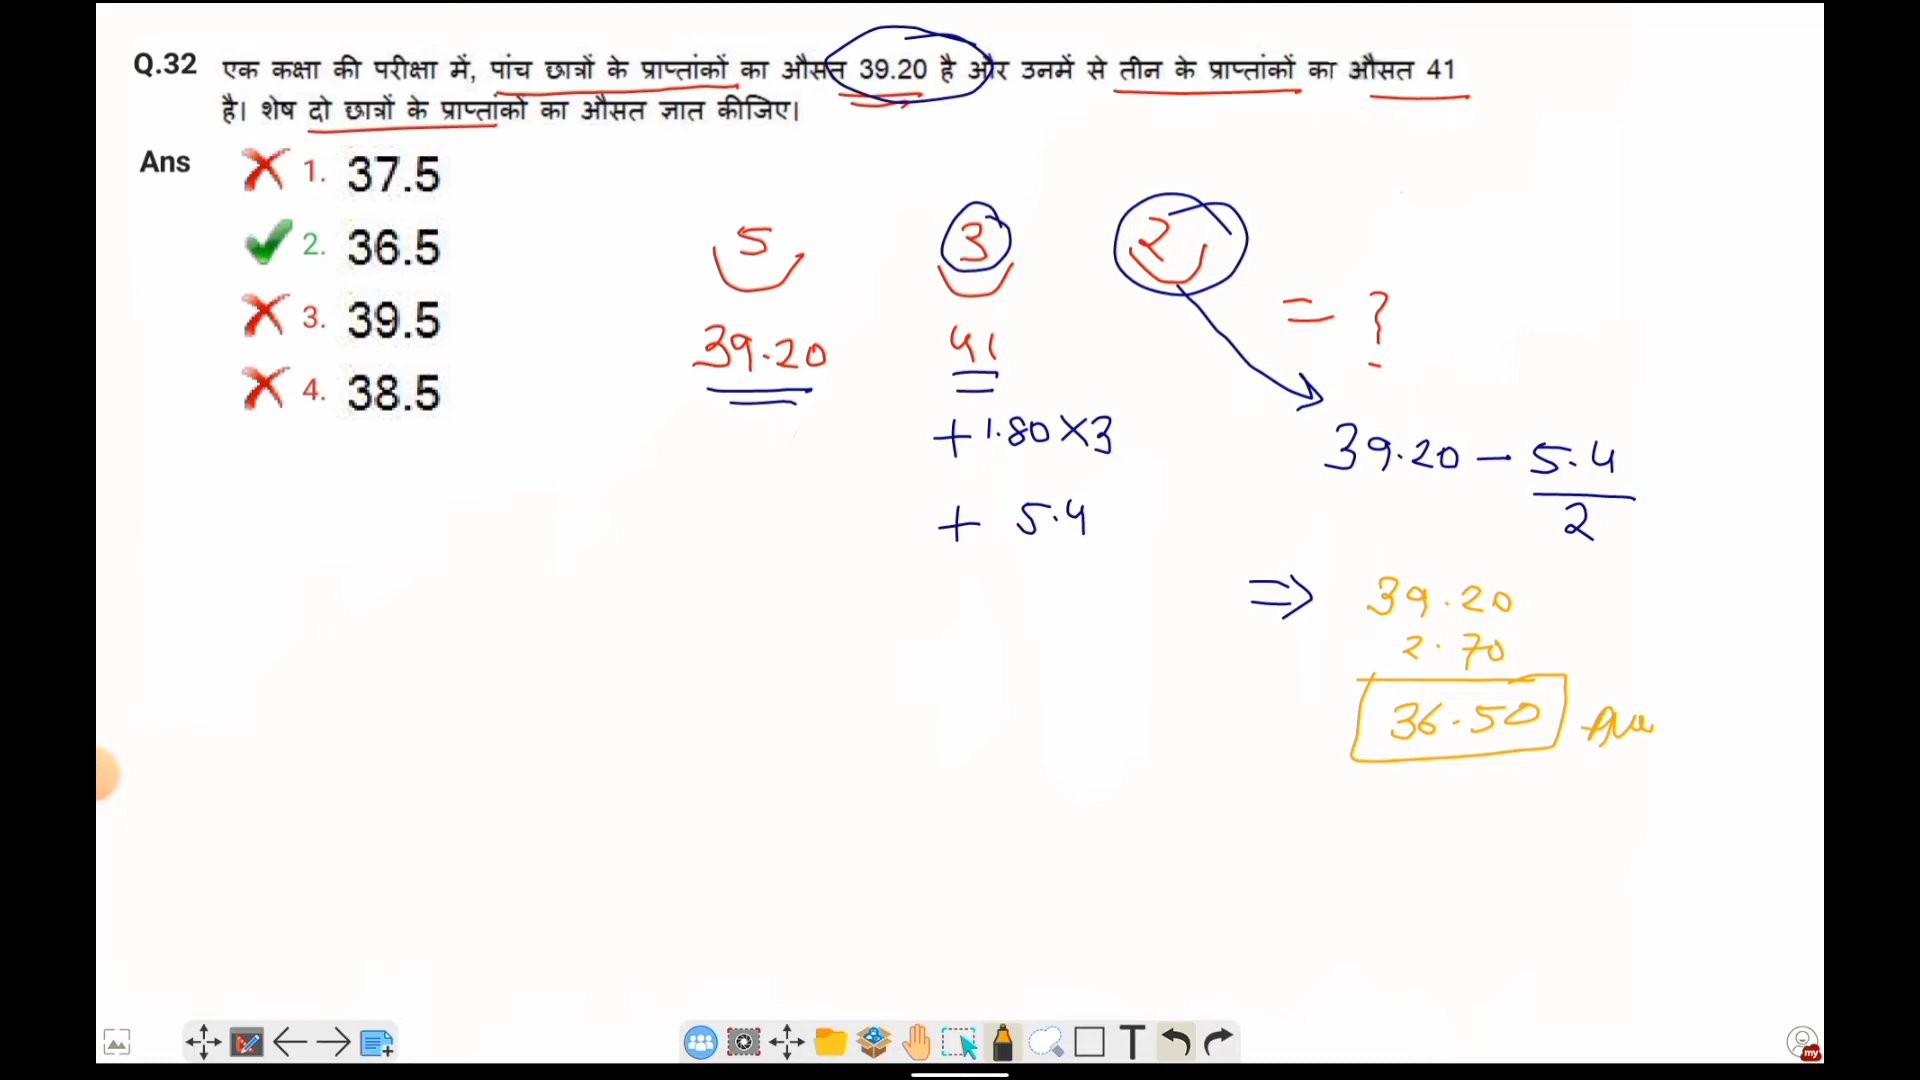 Q.32 एक कक्षा की परीक्षा में, पांच छात्रों के प्राप्तांकों का औसत 39.20 है और उनमें से तीन के प्राप्तांकों का औसत 41
है। शेष दो छात्रों के प्राप्तांकों का औसत ज्ञात कीजिए।
Ans 1. 37.5
2. 36.5
3. 39.5
4. 38.5
5 3 2
= ?
39.20 41
+ 1.80 × 3
39.20 - 5.4
2
+ 5.4
⇒ 39.20
2.70
36.50 Ans
T
my